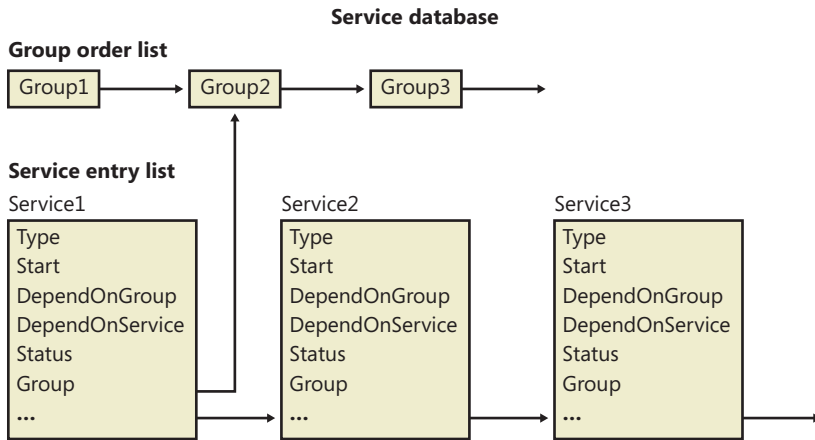 Service database
Group order list
Group1 Group2 Group3
Service entry list
Service1 Service2 Service3
Type Type Type
Start Start Start
DependOnGroup DependOnGroup DependOnGroup
DependOnService DependOnService DependOnService
Status Status Status
Group Group Group
... ... ...